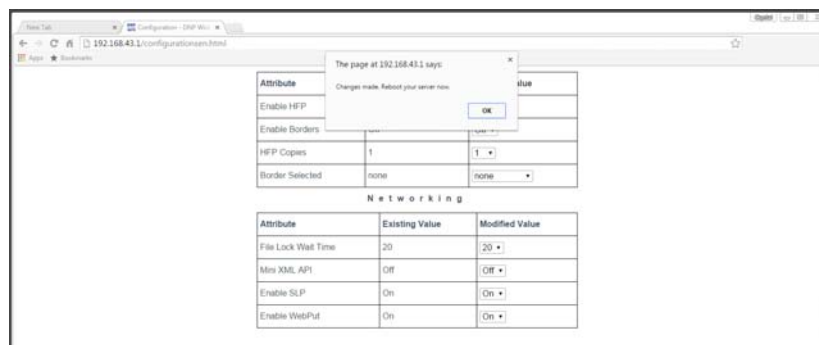 New Tab
Configuration - DNP Wi
Opald
192.168.43.1/configurationsen.html
Apps
Bookmarks
The page at 192.168.43.1 says:
Changes made. Reboot your server now.
OK
Attribute
Enable HFP
Enable Borders
HFP Copies 1 1
Border Selected none none
Networking
Attribute Existing Value Modified Value
File Lock Wait Time 20 20
Mini XML API Off Off
Enable SLP On On
Enable WebPut On On